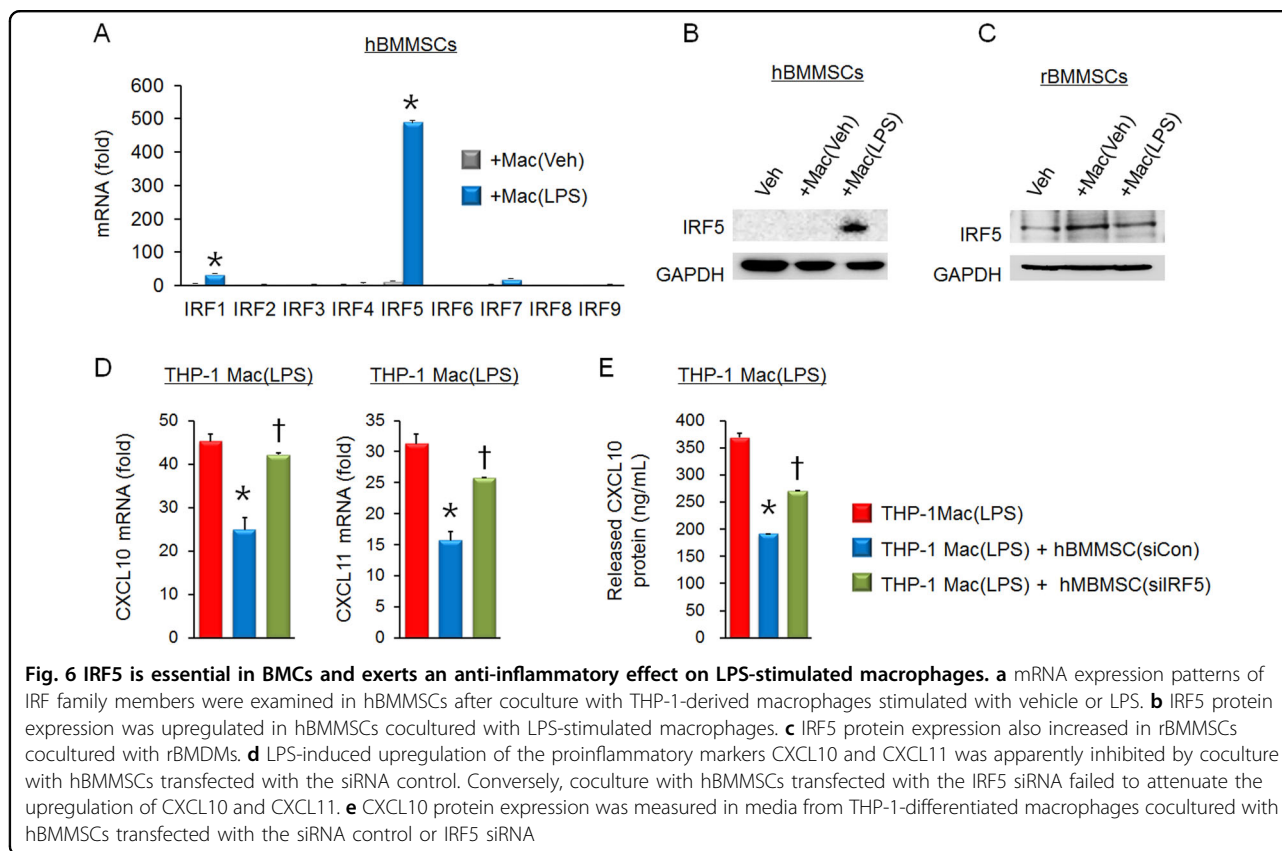 A
hBMMSCs
mRNA (fold)
600
500
400
300
200
100
0
*
*
+Mac(Veh)
+Mac(LPS)
IRF1 IRF2 IRF3 IRF4 IRF5 IRF6 IRF7 IRF8 IRF9
B
hBMMSCs
Veh
+Mac(Veh)
+Mac(LPS)
IRF5
GAPDH
C
rBMMSCs
Veh
+Mac(Veh)
+Mac(LPS)
IRF5
GAPDH
D
THP-1 Mac(LPS)
CXCL10 mRNA (fold)
50
40
30
20
10
0
*
†
THP-1 Mac(LPS)
CXCL11 mRNA (fold)
35
30
25
20
15
10
5
0
*
†
E
THP-1 Mac(LPS)
Released CXCL10
protein (ng/mL)
400
350
300
250
200
150
100
50
0
*
†
THP-1Mac(LPS)
THP-1 Mac(LPS) + hBMMSC(siCon)
THP-1 Mac(LPS) + hMBMSC(siIRF5)
Fig. 6 IRF5 is essential in BMCs and exerts an anti-inflammatory effect on LPS-stimulated macrophages. a mRNA expression patterns of
IRF family members were examined in hBMMSCs after coculture with THP-1-derived macrophages stimulated with vehicle or LPS. b IRF5 protein
expression was upregulated in hBMMSCs cocultured with LPS-stimulated macrophages. c IRF5 protein expression also increased in rBMMSCs
cocultured with rBMDMs. d LPS-induced upregulation of the proinflammatory markers CXCL10 and CXCL11 was apparently inhibited by coculture
with hBMMSCs transfected with the siRNA control. Conversely, coculture with hBMMSCs transfected with the IRF5 siRNA failed to attenuate the
upregulation of CXCL10 and CXCL11. e CXCL10 protein expression was measured in media from THP-1-differentiated macrophages cocultured with
hBMMSCs transfected with the siRNA control or IRF5 siRNA